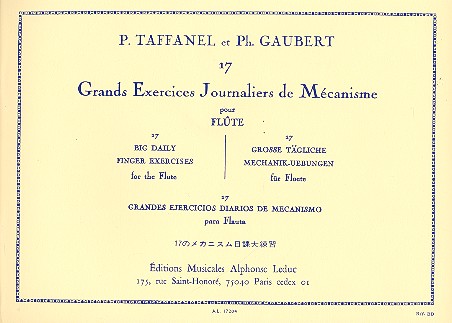 P. TAFFANEL et Ph. GAUBERT
17
Grands Exercices Journaliers de Mécanisme
pour
FLÛTE
17
BIG DAILY
FINGER EXERCISES
for the Flute
17
GROSSE TÄGLICHE
MECHANIK-UEBUNGEN
für Floete
17
GRANDES EJERCICIOS DIARIOS DE MECANISMO
para Flauta
17のメカニスム日課大練習
Éditions Musicales Alphonse Leduc
175, rue Saint-Honoré, 75040 Paris cedex 01
A.L. 17204